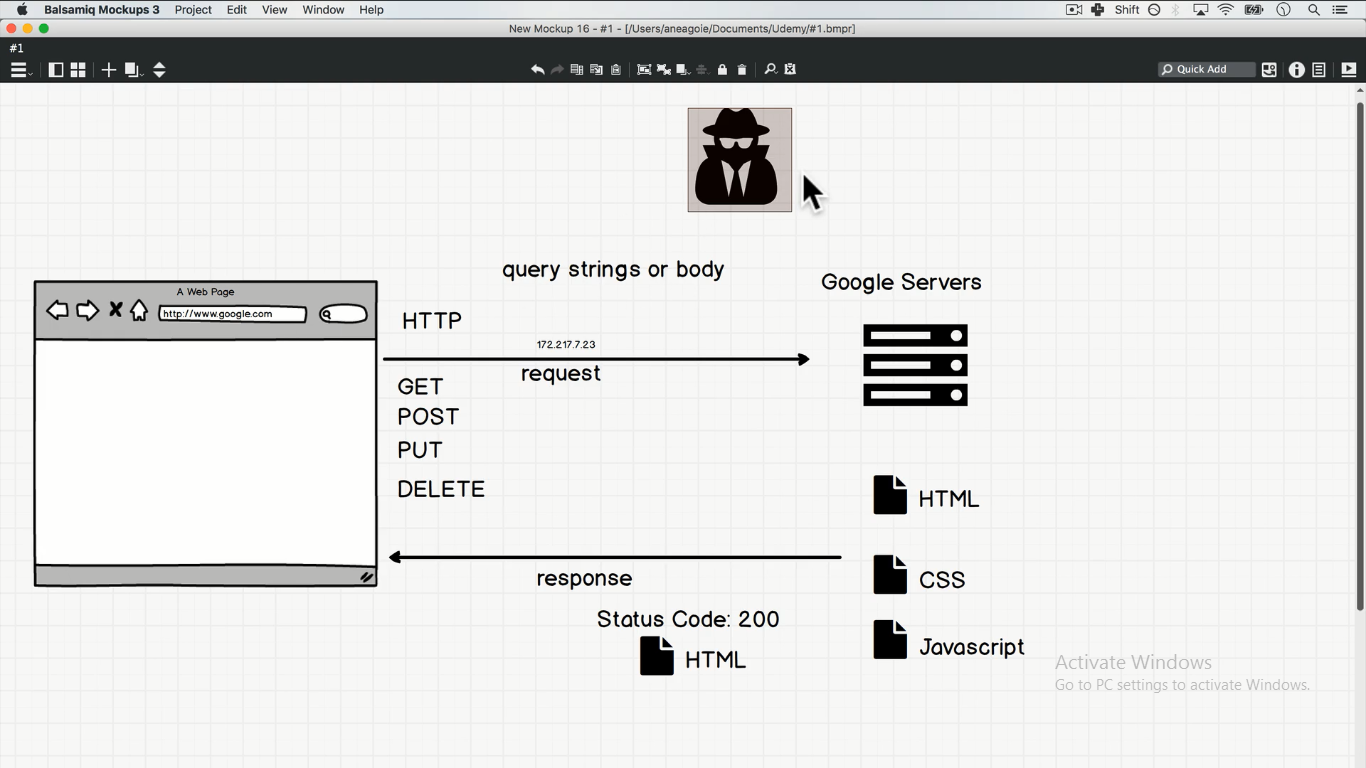 Balsamiq Mockups 3 Project Edit View Window Help Shift
New Mockup 16 - #1 - [/Users/aneagoie/Documents/Udemy/#1.bmpr]
#1
Quick Add
query strings or body
Google Servers
A Web Page
http://www.google.com
HTTP
172.217.7.23
request
GET
POST
PUT
DELETE
HTML
response
CSS
Status Code: 200
HTML
Javascript
Activate Windows
Go to PC settings to activate Windows.